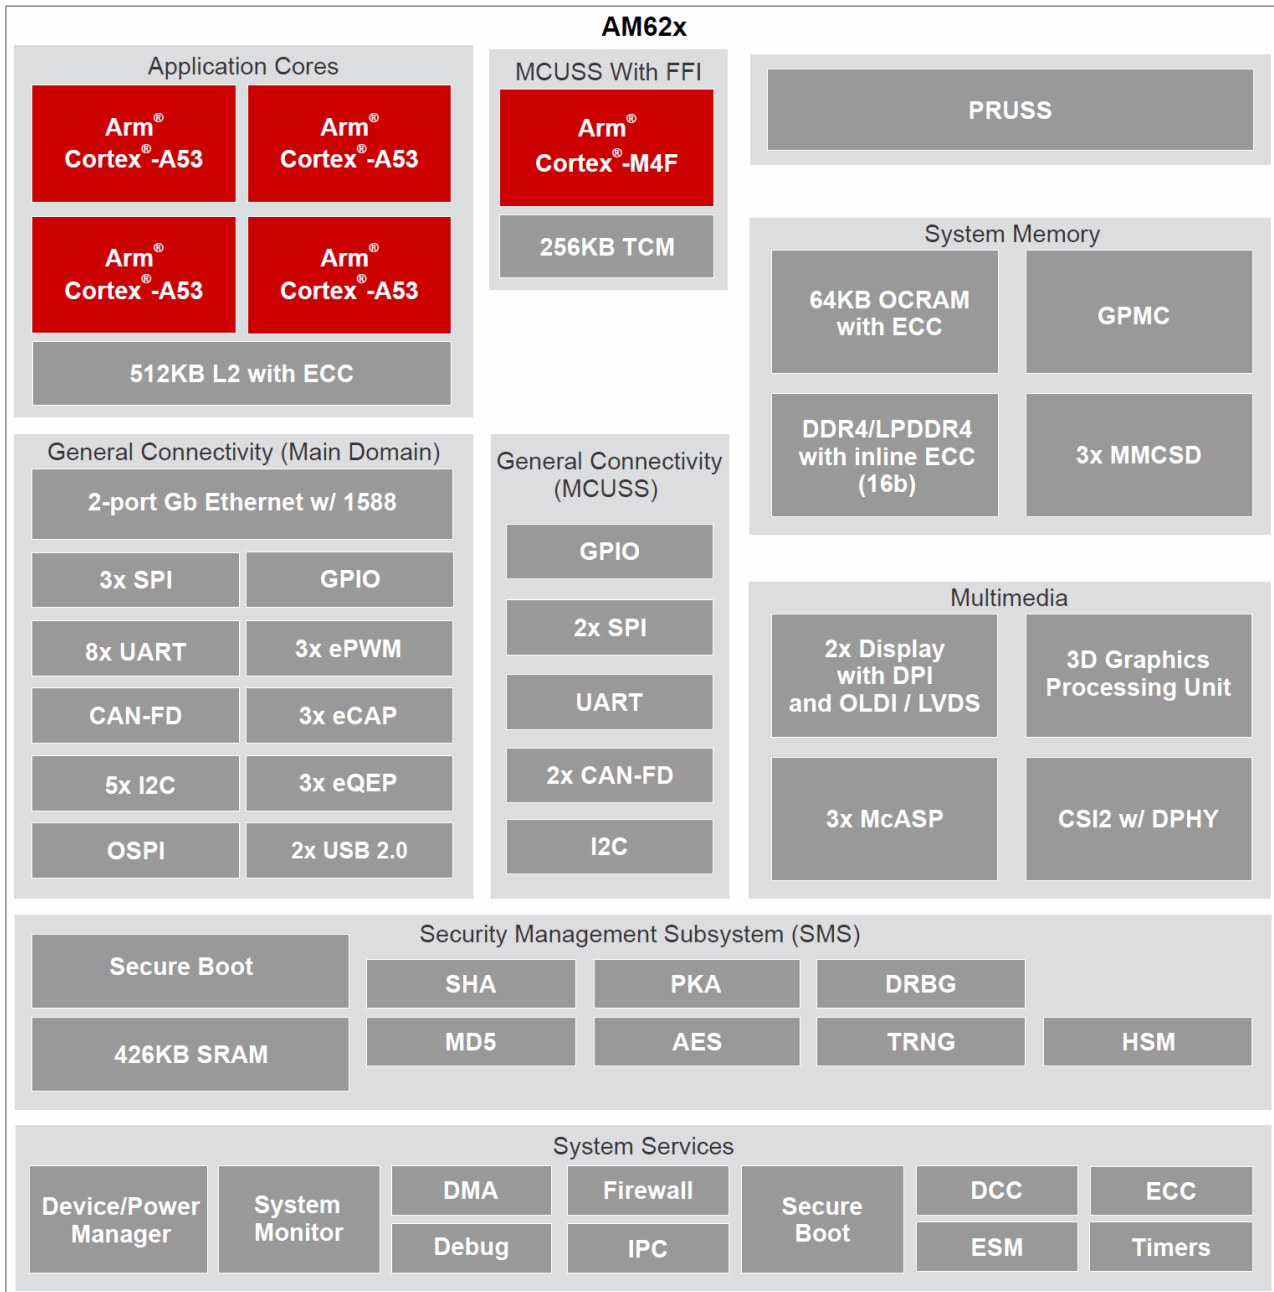 AM62x
Application Cores
Arm®
Cortex®-A53
Arm®
Cortex®-A53
Arm®
Cortex®-A53
Arm®
Cortex®-A53
512KB L2 with ECC
MCUSS With FFI
Arm®
Cortex®-M4F
256KB TCM
PRUSS
System Memory
64KB OCRAM
with ECC
GPMC
DDR4/LPDDR4
with inline ECC
(16b)
3x MMCSD
General Connectivity (Main Domain)
2-port Gb Ethernet w/ 1588
3x SPI
GPIO
8x UART
3x ePWM
CAN-FD
3x eCAP
5x I2C
3x eQEP
OSPI
2x USB 2.0
General Connectivity
(MCUSS)
GPIO
2x SPI
UART
2x CAN-FD
I2C
Multimedia
2x Display
with DPI
and OLDI / LVDS
3D Graphics
Processing Unit
3x McASP
CSI2 w/ DPHY
Security Management Subsystem (SMS)
Secure Boot
426KB SRAM
SHA
PKA
DRBG
MD5
AES
TRNG
HSM
System Services
Device/Power
Manager
System
Monitor
DMA
Debug
Firewall
IPC
Secure
Boot
DCC
ESM
ECC
Timers